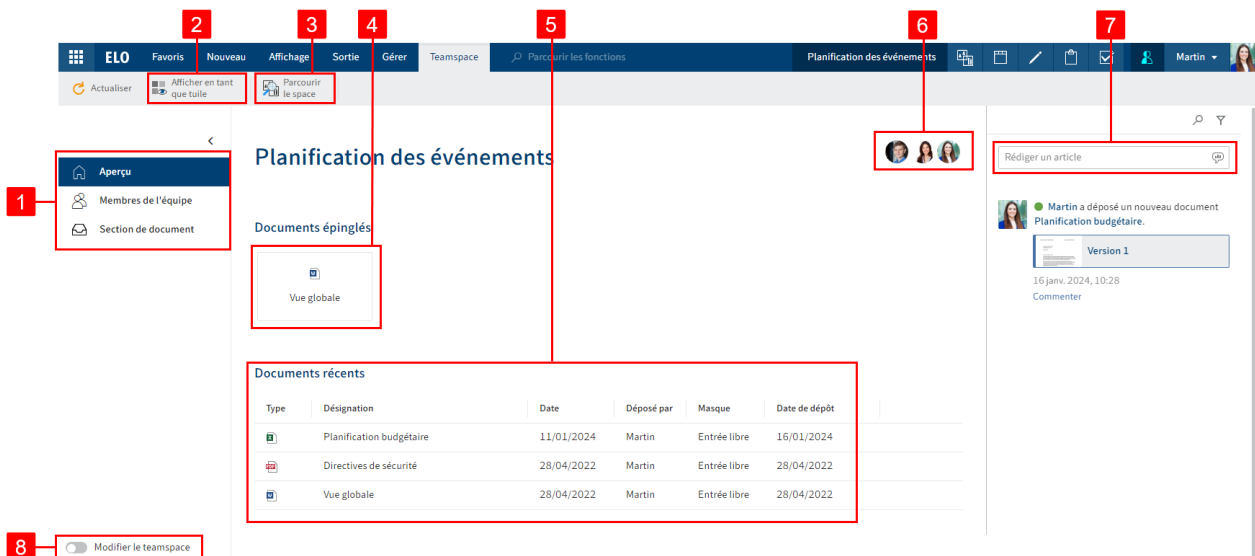 2 3 4 5 6 7
ELO Favoris Nouveau Affichage Sortie Gérer Teamspace Parcourir les fonctions Planification des événements Martin
Actualiser
Afficher en tant
que tuile
Parcourir
le space
Planification des événements
Rédiger un article
1
Aperçu
Membres de l'équipe
Section de document
Martin a déposé un nouveau document
Planification budgétaire.
Version 1
16 janv. 2024, 10:28
Commenter
Documents épinglés
Vue globale
Documents récents
Type Désignation Date Déposé par Masque Date de dépôt
Planification budgétaire 11/01/2024 Martin Entrée libre 16/01/2024
Directives de sécurité 28/04/2022 Martin Entrée libre 28/04/2022
Vue globale 28/04/2022 Martin Entrée libre 28/04/2022
8 Modifier le teamspace